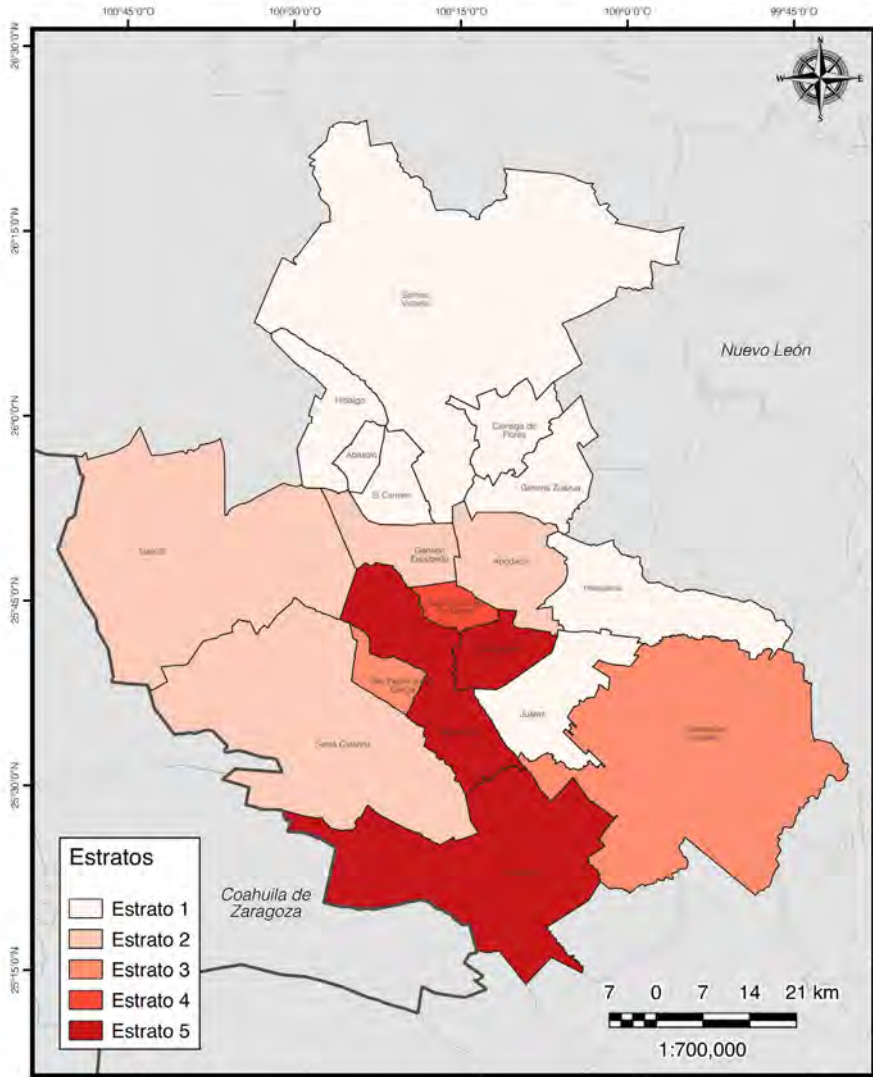 100°45'0"O
100°30'0"O
100°15'0"O
100°0'0"O
99°45'0"O
26°30'0"N
26°15'0"N
26°0'0"N
25°45'0"N
25°30'0"N
25°15'0"N
N
W
E
S
Salinas
Victoria
Nuevo León
Hidalgo
Ciénega de
Flores
Abasolo
El Carmen
General Zuazua
García
General
Escobedo
Apodaca
Pesquería
San Pedro Garza
García
Juárez
Santa Catarina
Coahuila de
Zaragoza
Estratos
Estrato 1
Estrato 2
Estrato 3
Estrato 4
Estrato 5
7 0 7 14 21 km
1:700,000